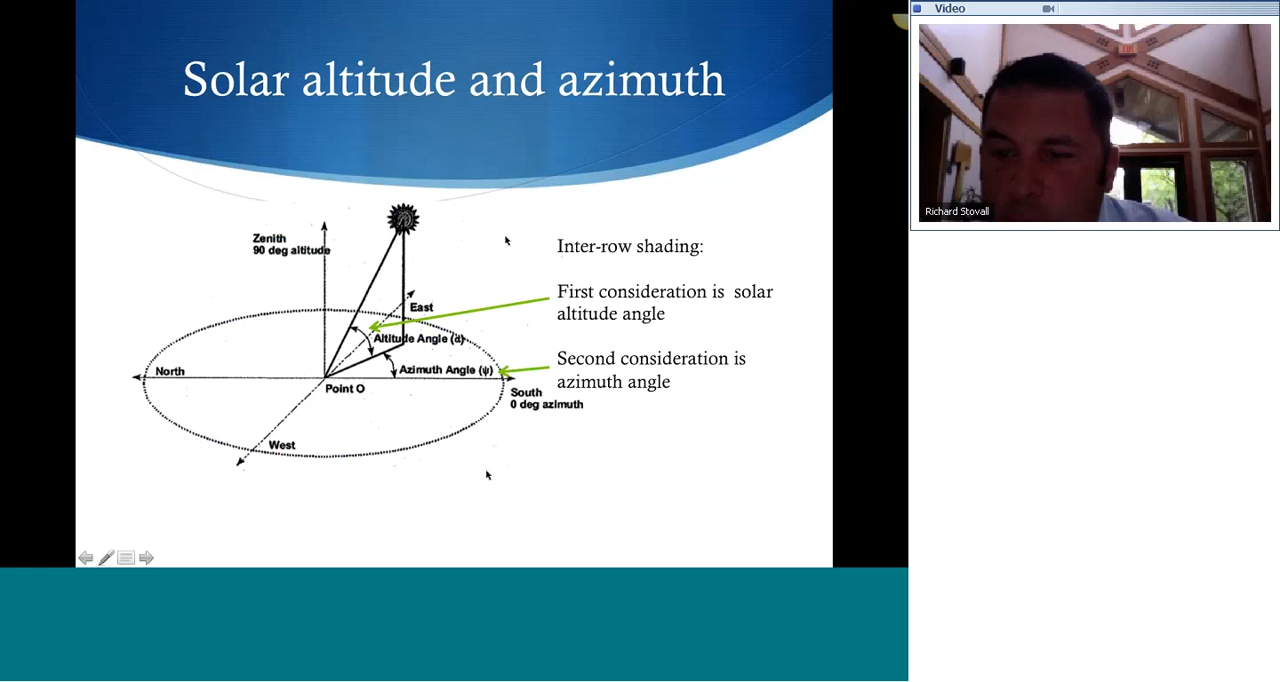 Solar altitude and azimuth
Zenith
90 deg altitude
East
Altitude Angle (α)
Azimuth Angle (ψ)
North
Point O
South
0 deg azimuth
West
Inter-row shading:
First consideration is solar
altitude angle
Second consideration is
azimuth angle
Video
Richard Stovall